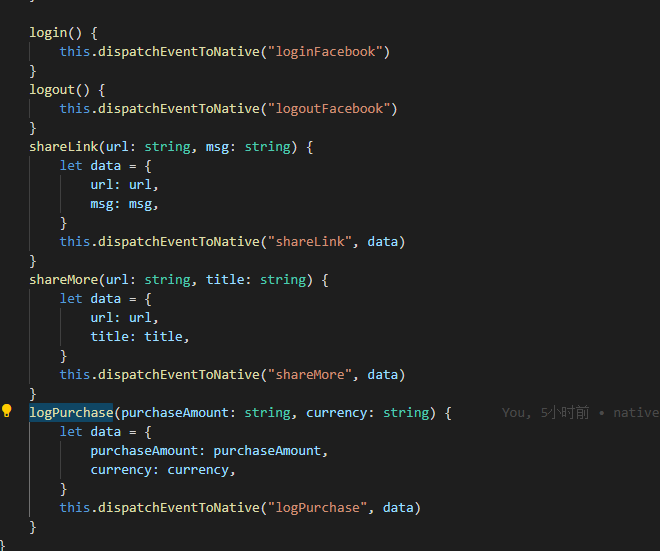 login() {
this.dispatchEventToNative("loginFacebook")
}
logout() {
this.dispatchEventToNative("logoutFacebook")
}
shareLink(url: string, msg: string) {
let data = {
url: url,
msg: msg,
}
this.dispatchEventToNative("shareLink", data)
}
shareMore(url: string, title: string) {
let data = {
url: url,
title: title,
}
this.dispatchEventToNative("shareMore", data)
}
logPurchase(purchaseAmount: string, currency: string) { You, 5小时前 • native
let data = {
purchaseAmount: purchaseAmount,
currency: currency,
}
this.dispatchEventToNative("logPurchase", data)
}
}